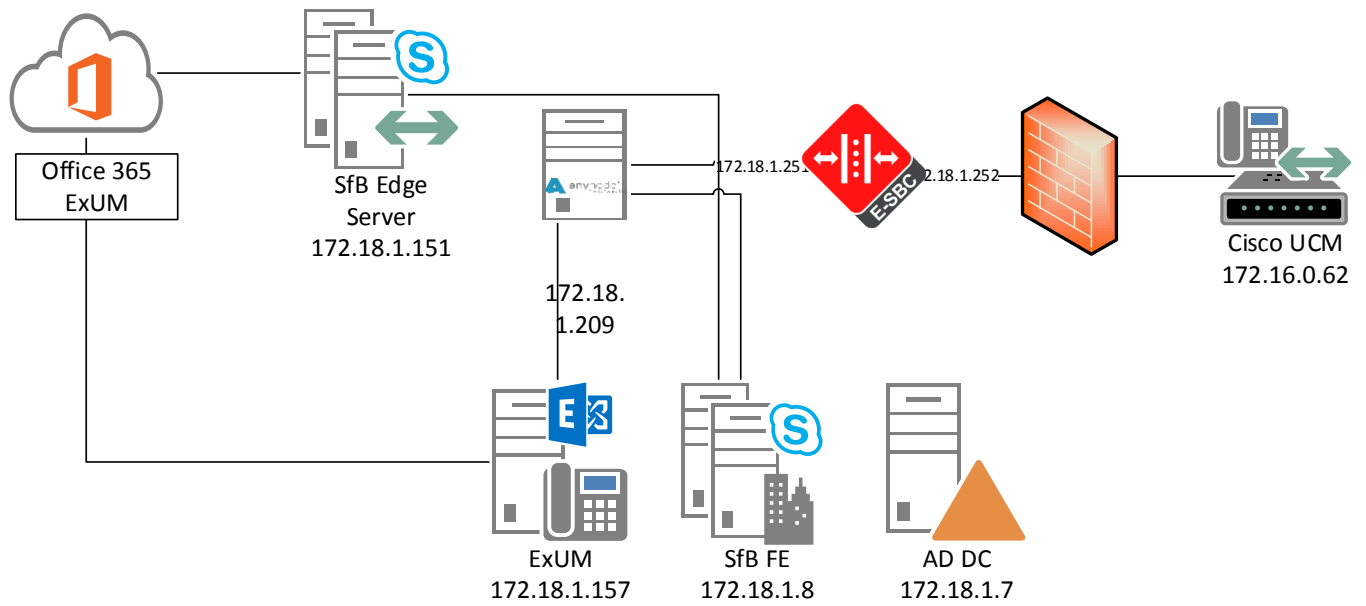 Office 365
ExUM
SfB Edge
Server
172.18.1.151
anynode
172.18.1.251
E-SBC
2.18.1.252
Cisco UCM
172.16.0.62
172.18.
1.209
E
ExUM
172.18.1.157
SfB FE
172.18.1.8
AD DC
172.18.1.7